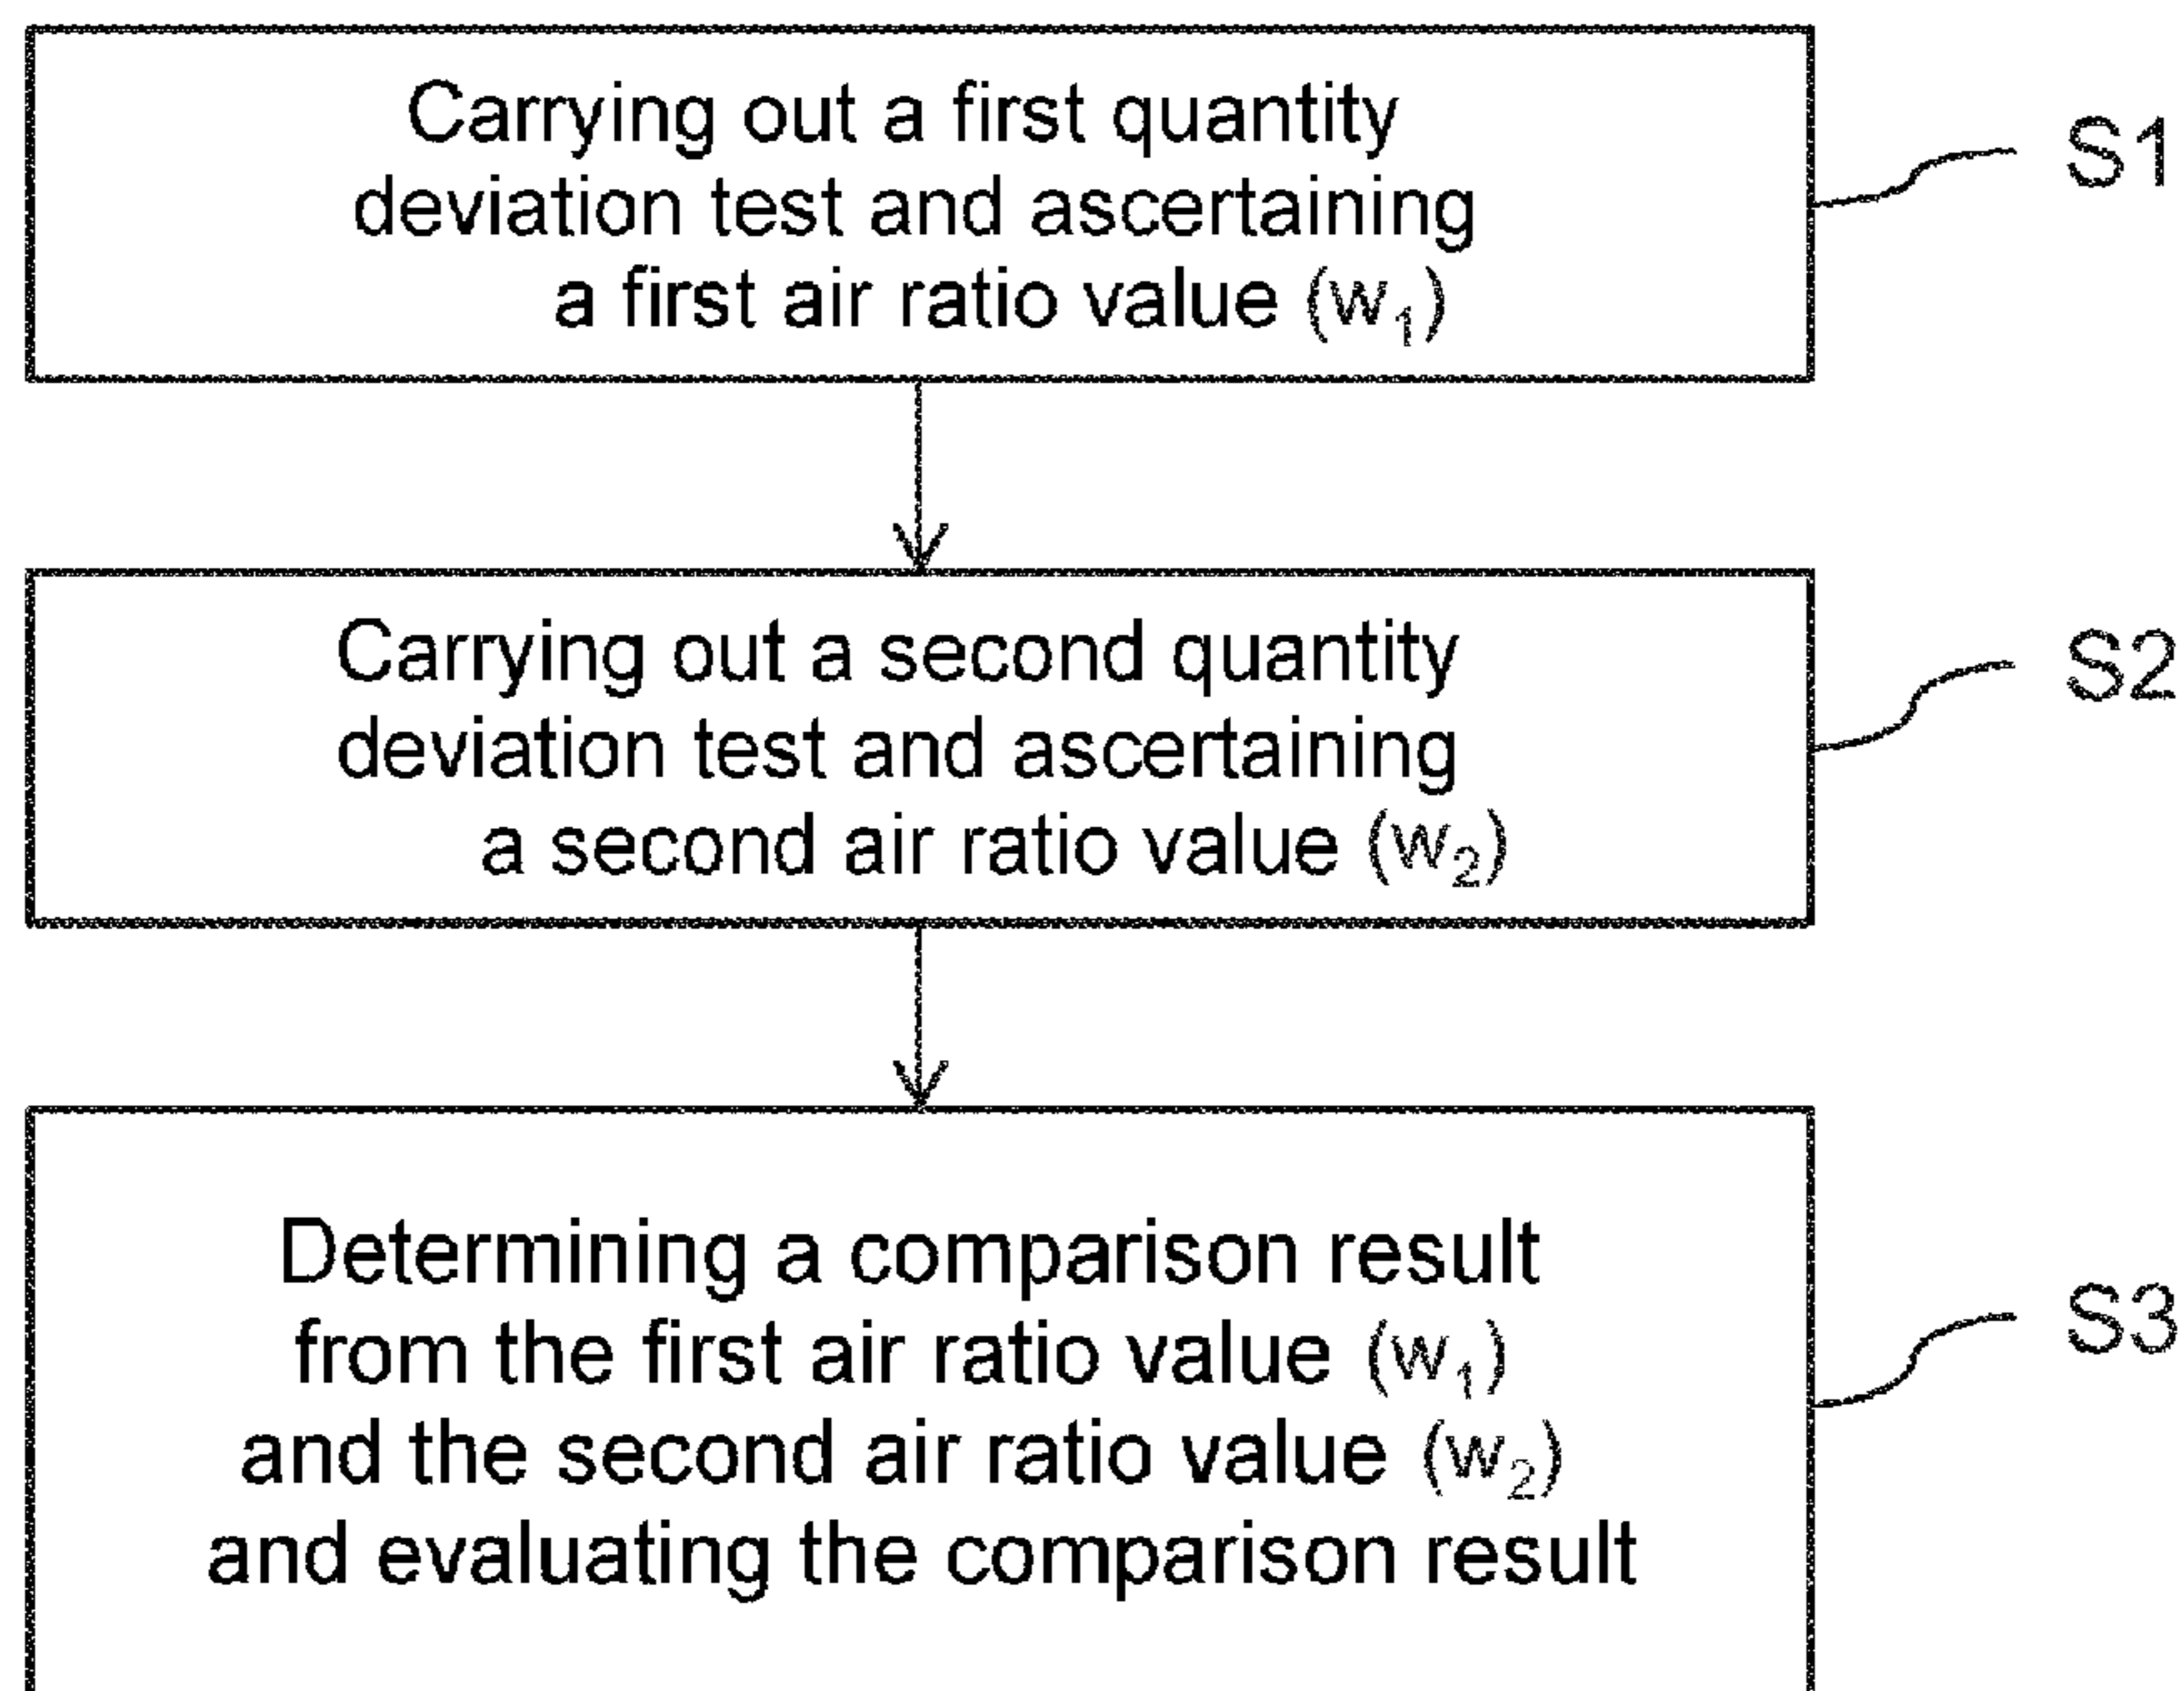 Carrying out a first quantity
deviation test and ascertaining
a first air ratio value (w₁)
S1
Carrying out a second quantity
deviation test and ascertaining
a second air ratio value (w₂)
S2
Determining a comparison result
from the first air ratio value (w₁)
and the second air ratio value (w₂)
and evaluating the comparison result
S3